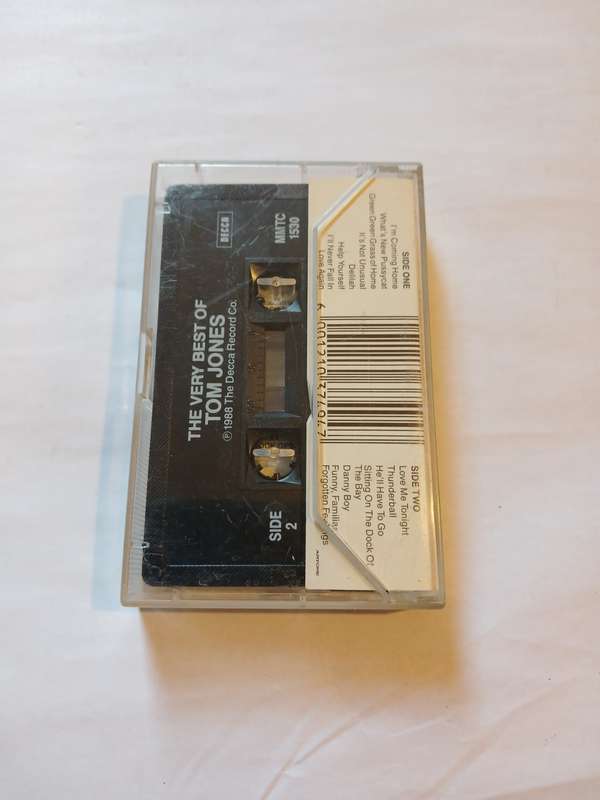 THE VERY BEST OF
TOM JONES
℗1988 The Decca Record Co.
DECCA
MMTC
1530
SIDE
2
SIDE ONE
I'm Coming Home
What's New Pussycat
Green Green Grass of Home
It's Not Unusual
Delilah
Help Yourself
I'll Never Fall In
Love Again
6 001210 374947
SIDE TWO
Love Me Tonight
Thunderball
He'll Have To Go
Sitting On The Dock Of
The Bay
Danny Boy
Funny, Familiar
Forgotten Feelings